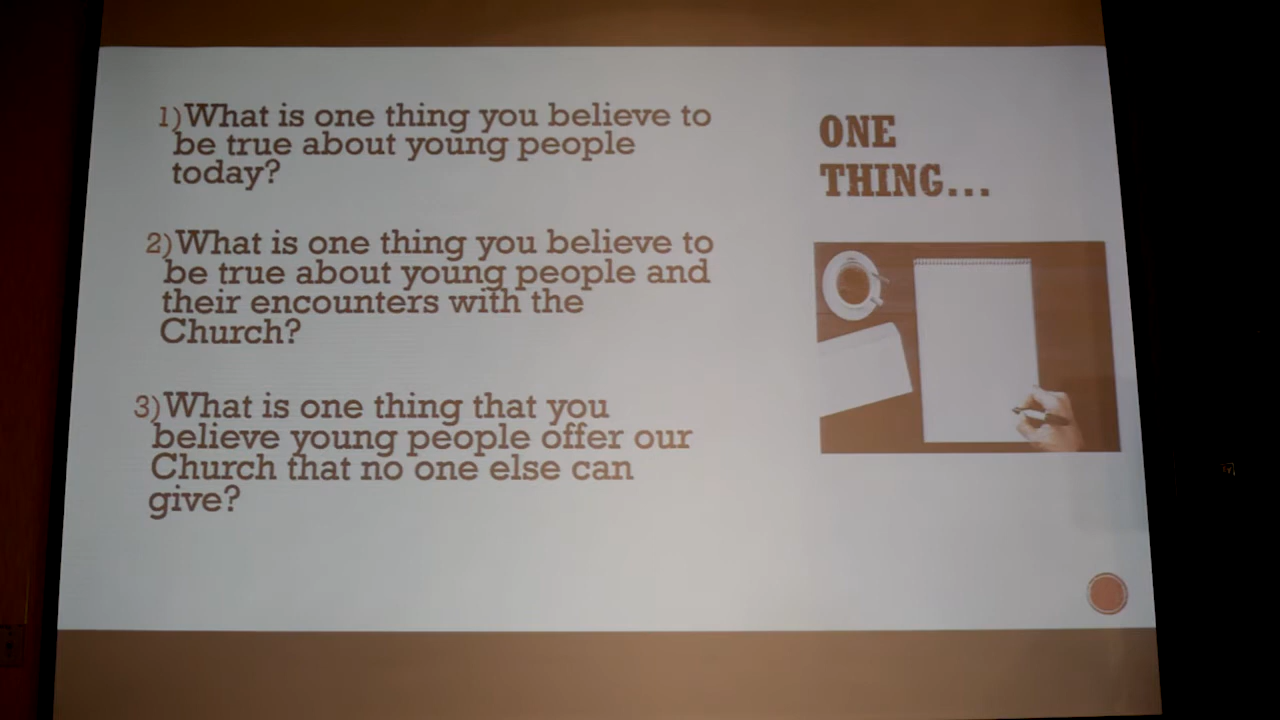 1)What is one thing you believe to
be true about young people
today?
2)What is one thing you believe to
be true about young people and
their encounters with the
Church?
3)What is one thing that you
believe young people offer our
Church that no one else can
give?
ONE
THING...